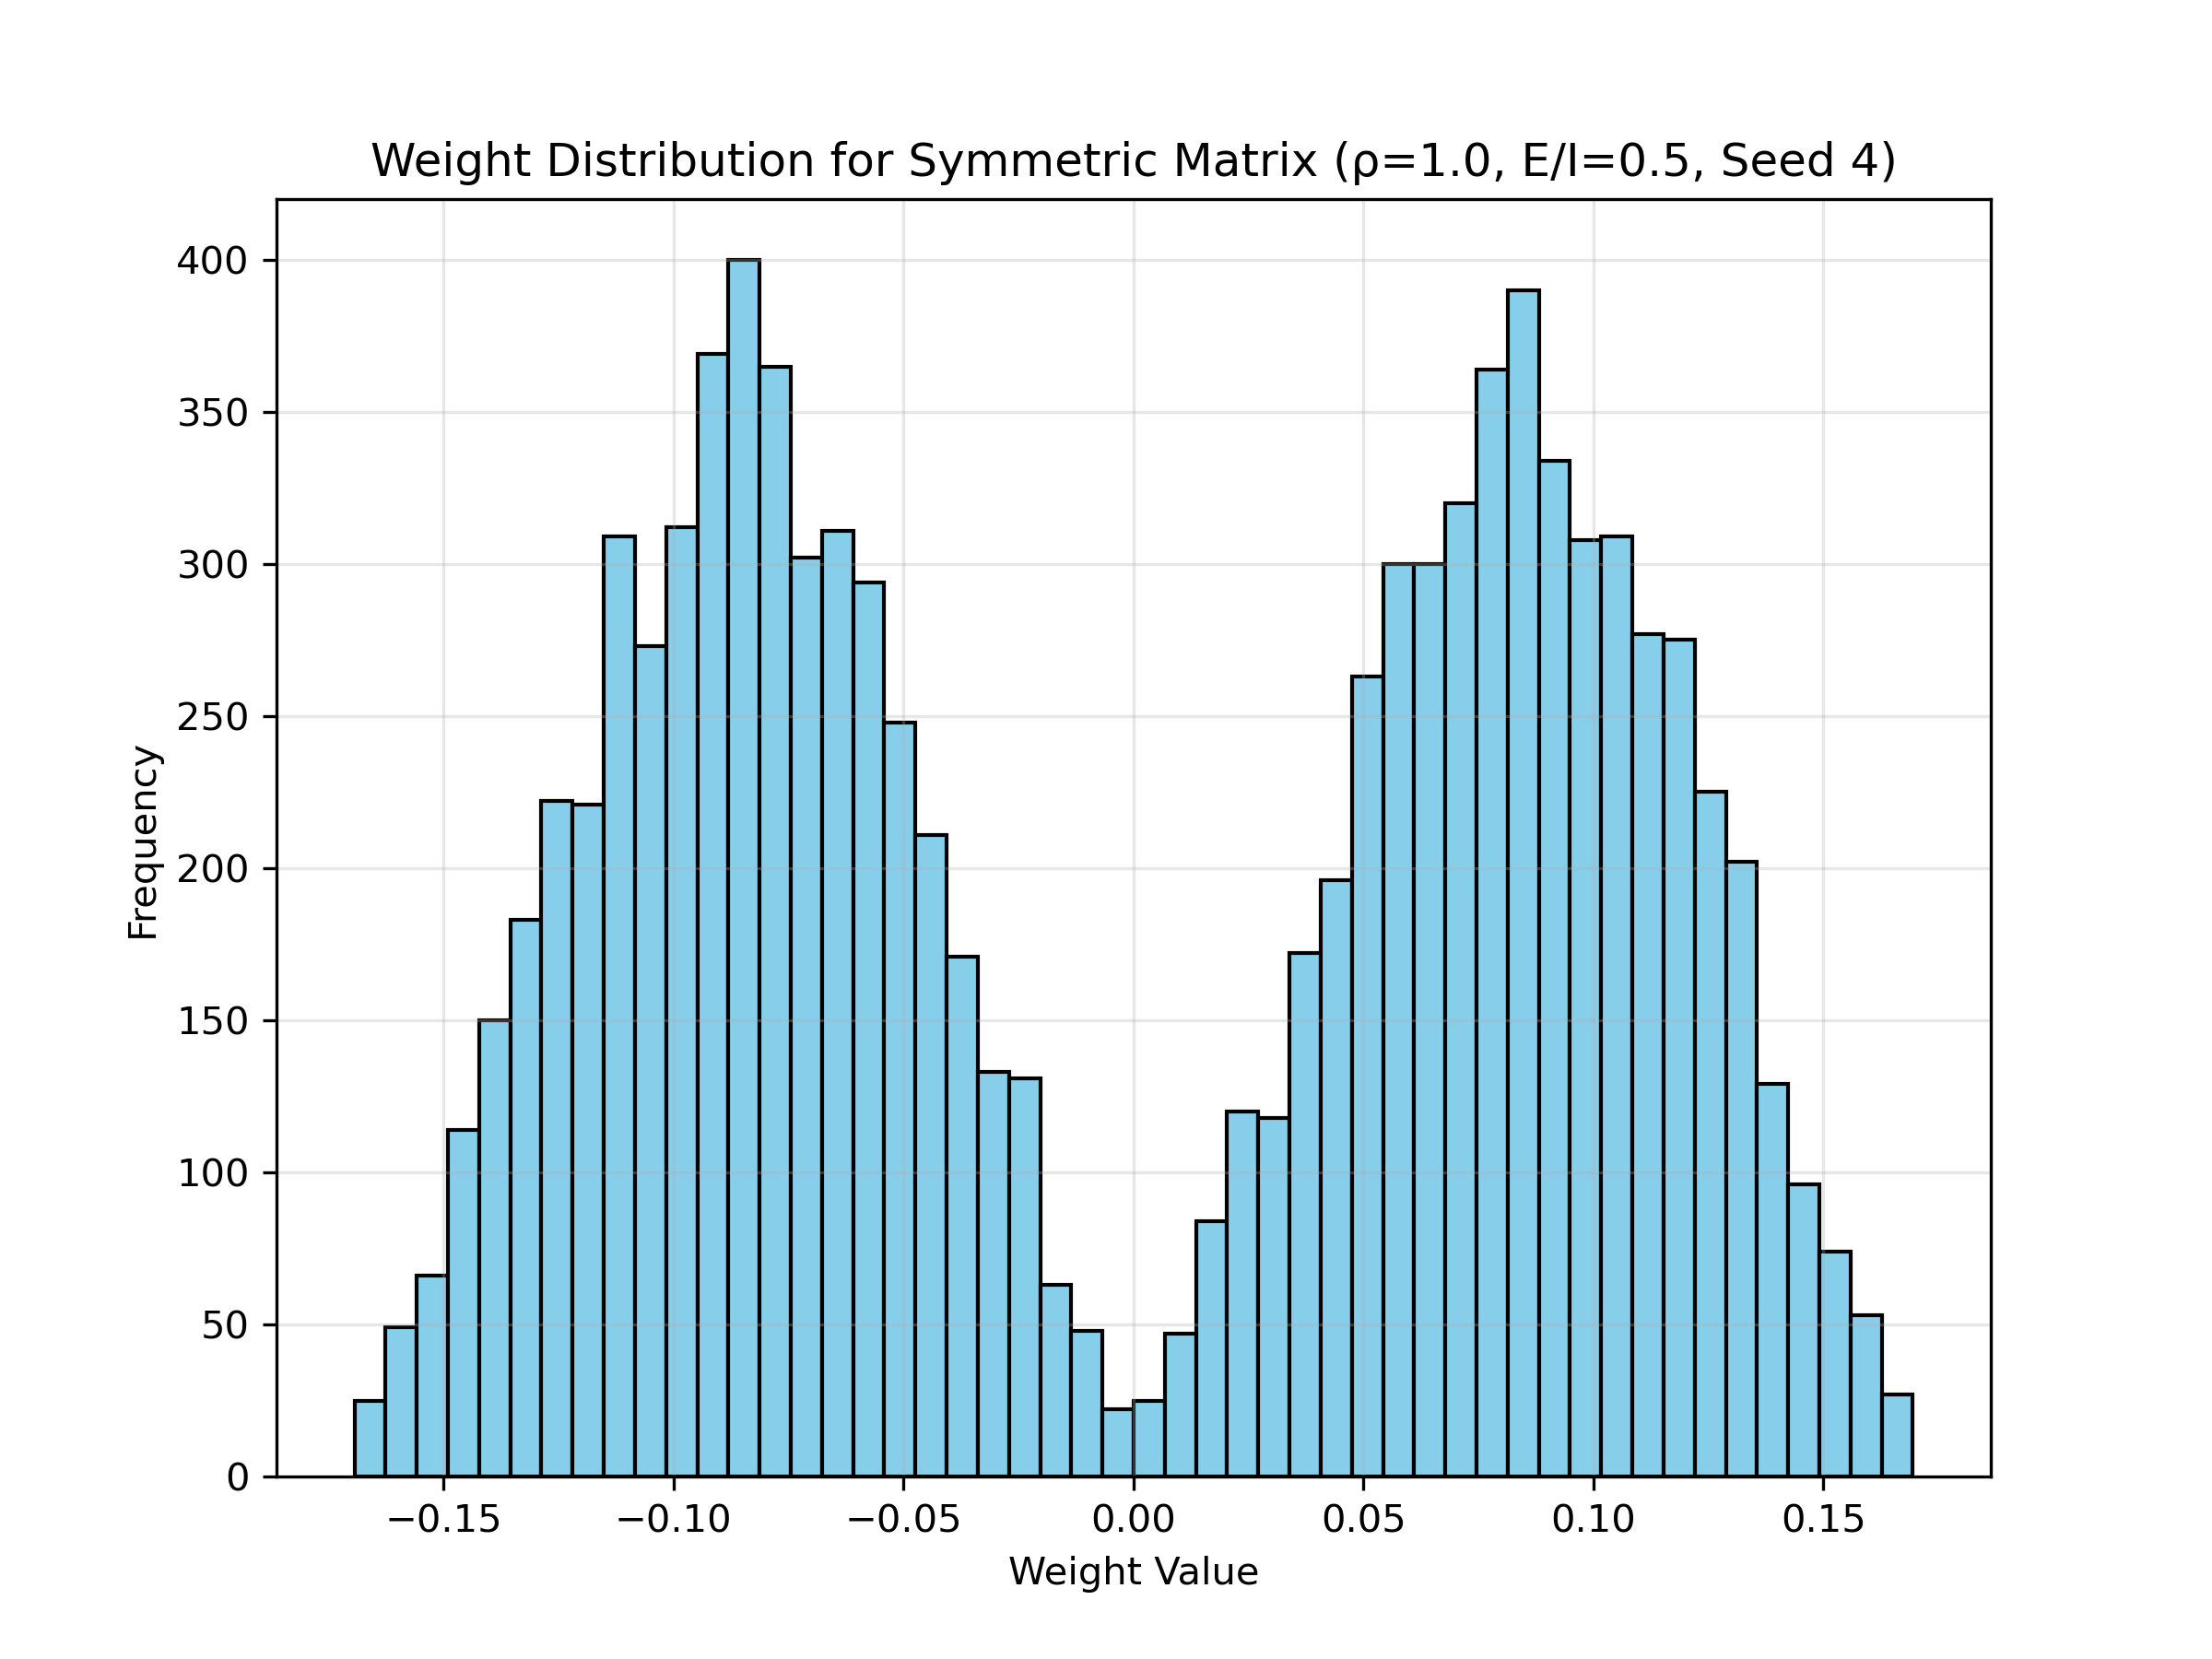 Weight Distribution for Symmetric Matrix (ρ=1.0, E/I=0.5, Seed 4)
Frequency
400
350
300
250
200
150
100
50
0
−0.15 −0.10 −0.05 0.00 0.05 0.10 0.15
Weight Value